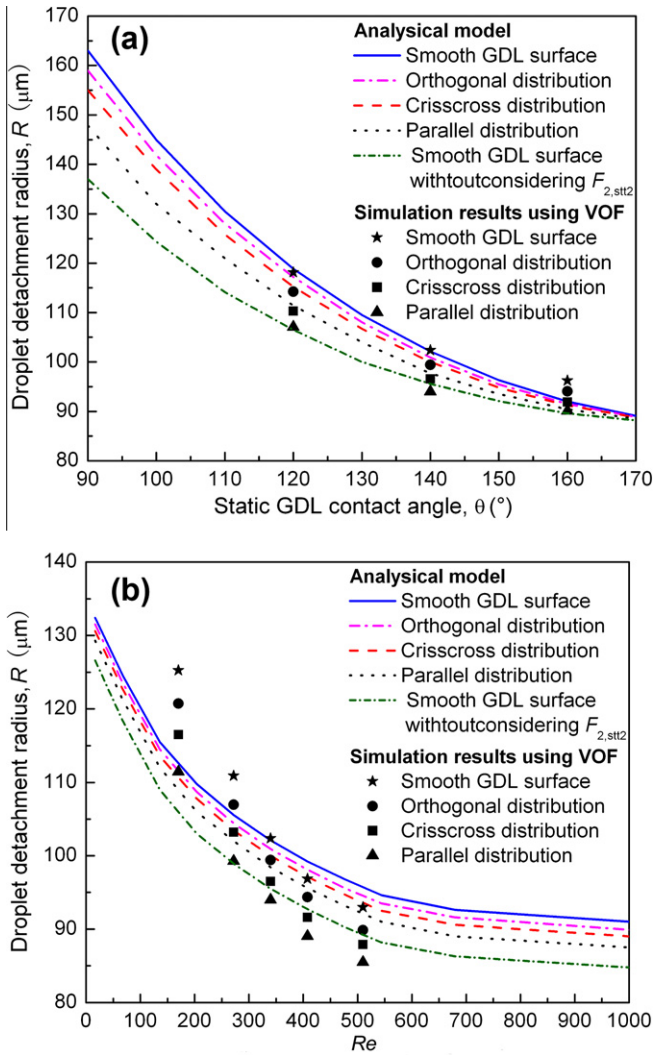 (a)
Analysical model
Smooth GDL surface
Orthogonal distribution
Crisscross distribution
Parallel distribution
Smooth GDL surface
withtoutconsidering F2,stt2
Simulation results using VOF
Smooth GDL surface
Orthogonal distribution
Crisscross distribution
Parallel distribution
Droplet detachment radius, R (μm)
170
160
150
140
130
120
110
100
90
80
90 100 110 120 130 140 150 160 170
Static GDL contact angle, θ (°)
(b)
Analysical model
Smooth GDL surface
Orthogonal distribution
Crisscross distribution
Parallel distribution
Smooth GDL surface
withtoutconsidering F2,stt2
Simulation results using VOF
Smooth GDL surface
Orthogonal distribution
Crisscross distribution
Parallel distribution
Droplet detachment radius, R (μm)
140
130
120
110
100
90
80
0 100 200 300 400 500 600 700 800 900 1000
Re